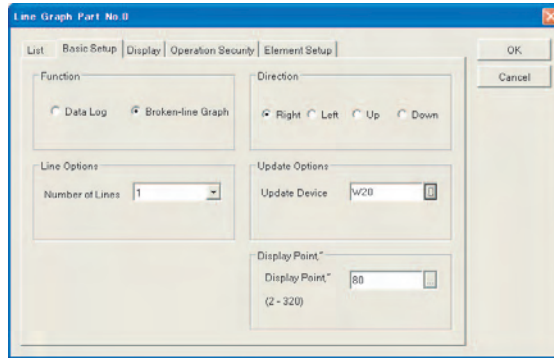 Line Graph Part No.0
List Basic Setup Display Operation Security Element Setup
OK
Cancel
Function
Data Log Broken-line Graph
Direction
Right Left Up Down
Line Options
Number of Lines 1
Update Options
Update Device W20
Display Point,"
Display Point," 80
(2 - 320)